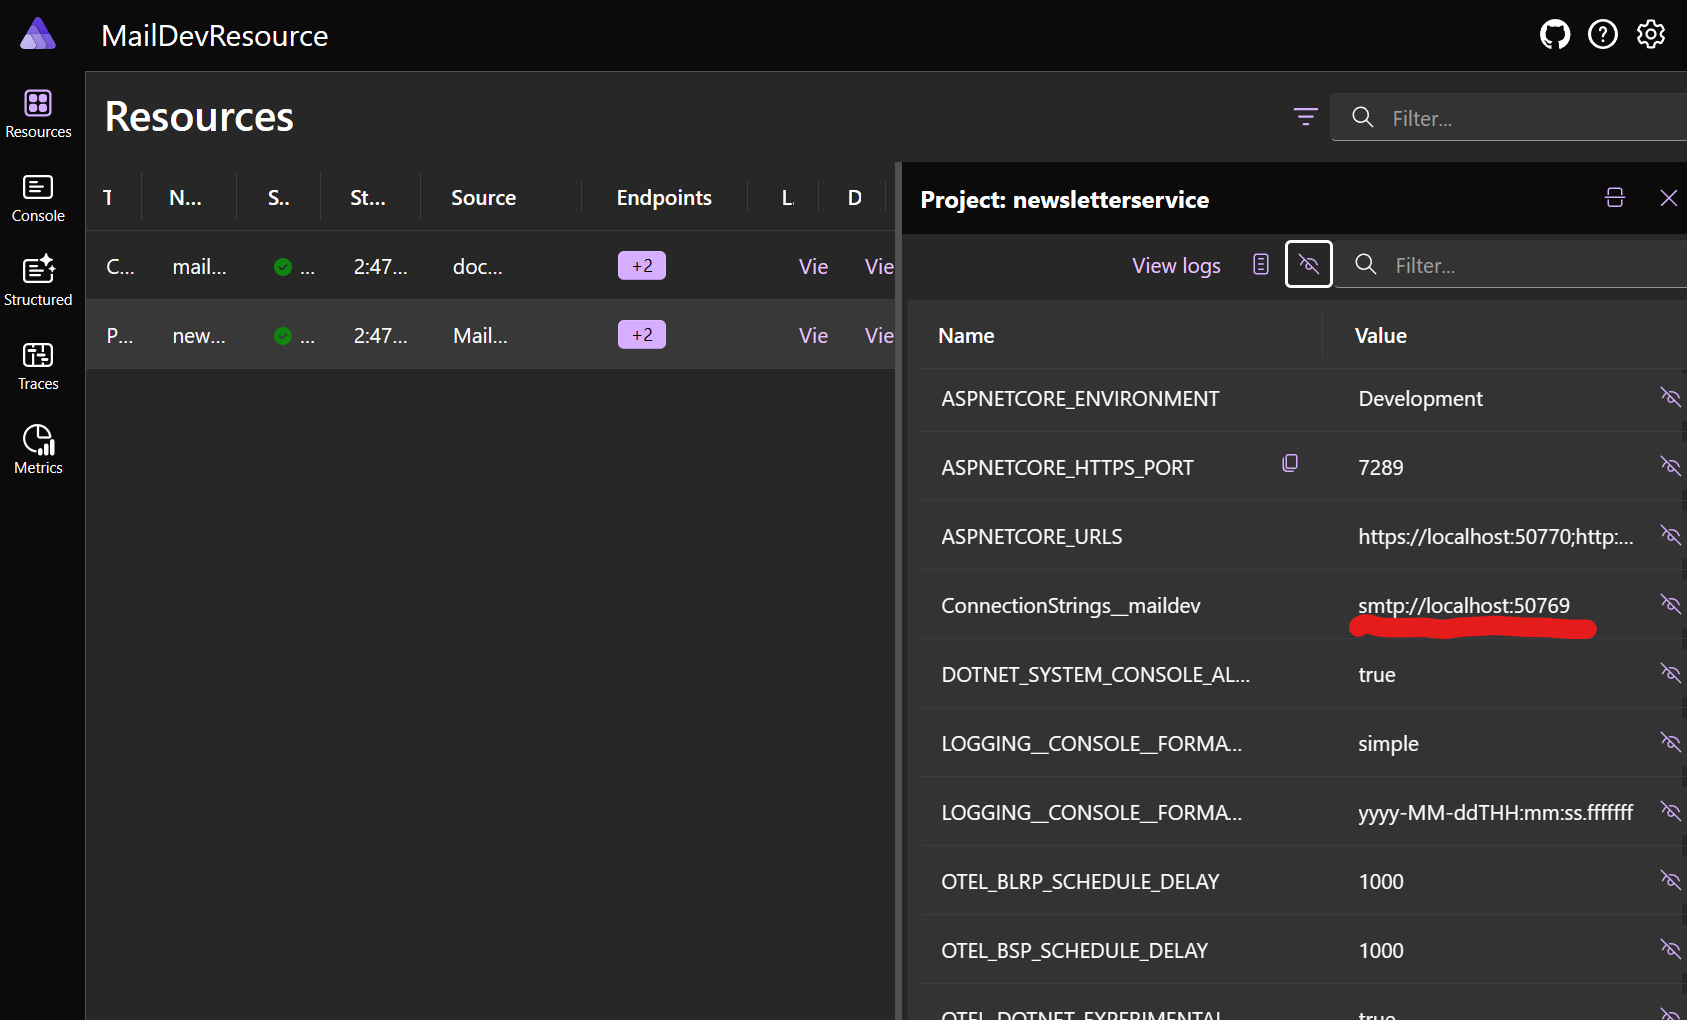 MailDevResource
Resources
Console
Structured
Traces
Metrics
Resources
Filter...
T N... S.. St... Source Endpoints L. D
C... mail... ... 2:47... doc... +2 Vie Vie
P... new... ... 2:47... Mail... +2 Vie Vie
Project: newsletterservice
View logs Filter...
Name Value
ASPNETCORE_ENVIRONMENT Development
ASPNETCORE_HTTPS_PORT 7289
ASPNETCORE_URLS https://localhost:50770;http:...
ConnectionStrings__maildev smtp://localhost:50769
DOTNET_SYSTEM_CONSOLE_AL... true
LOGGING__CONSOLE__FORMA... simple
LOGGING__CONSOLE__FORMA... yyyy-MM-ddTHH:mm:ss.fffffff
OTEL_BLRP_SCHEDULE_DELAY 1000
OTEL_BSP_SCHEDULE_DELAY 1000
OTEL_DOTNET_EXPERIMENTAL_ true